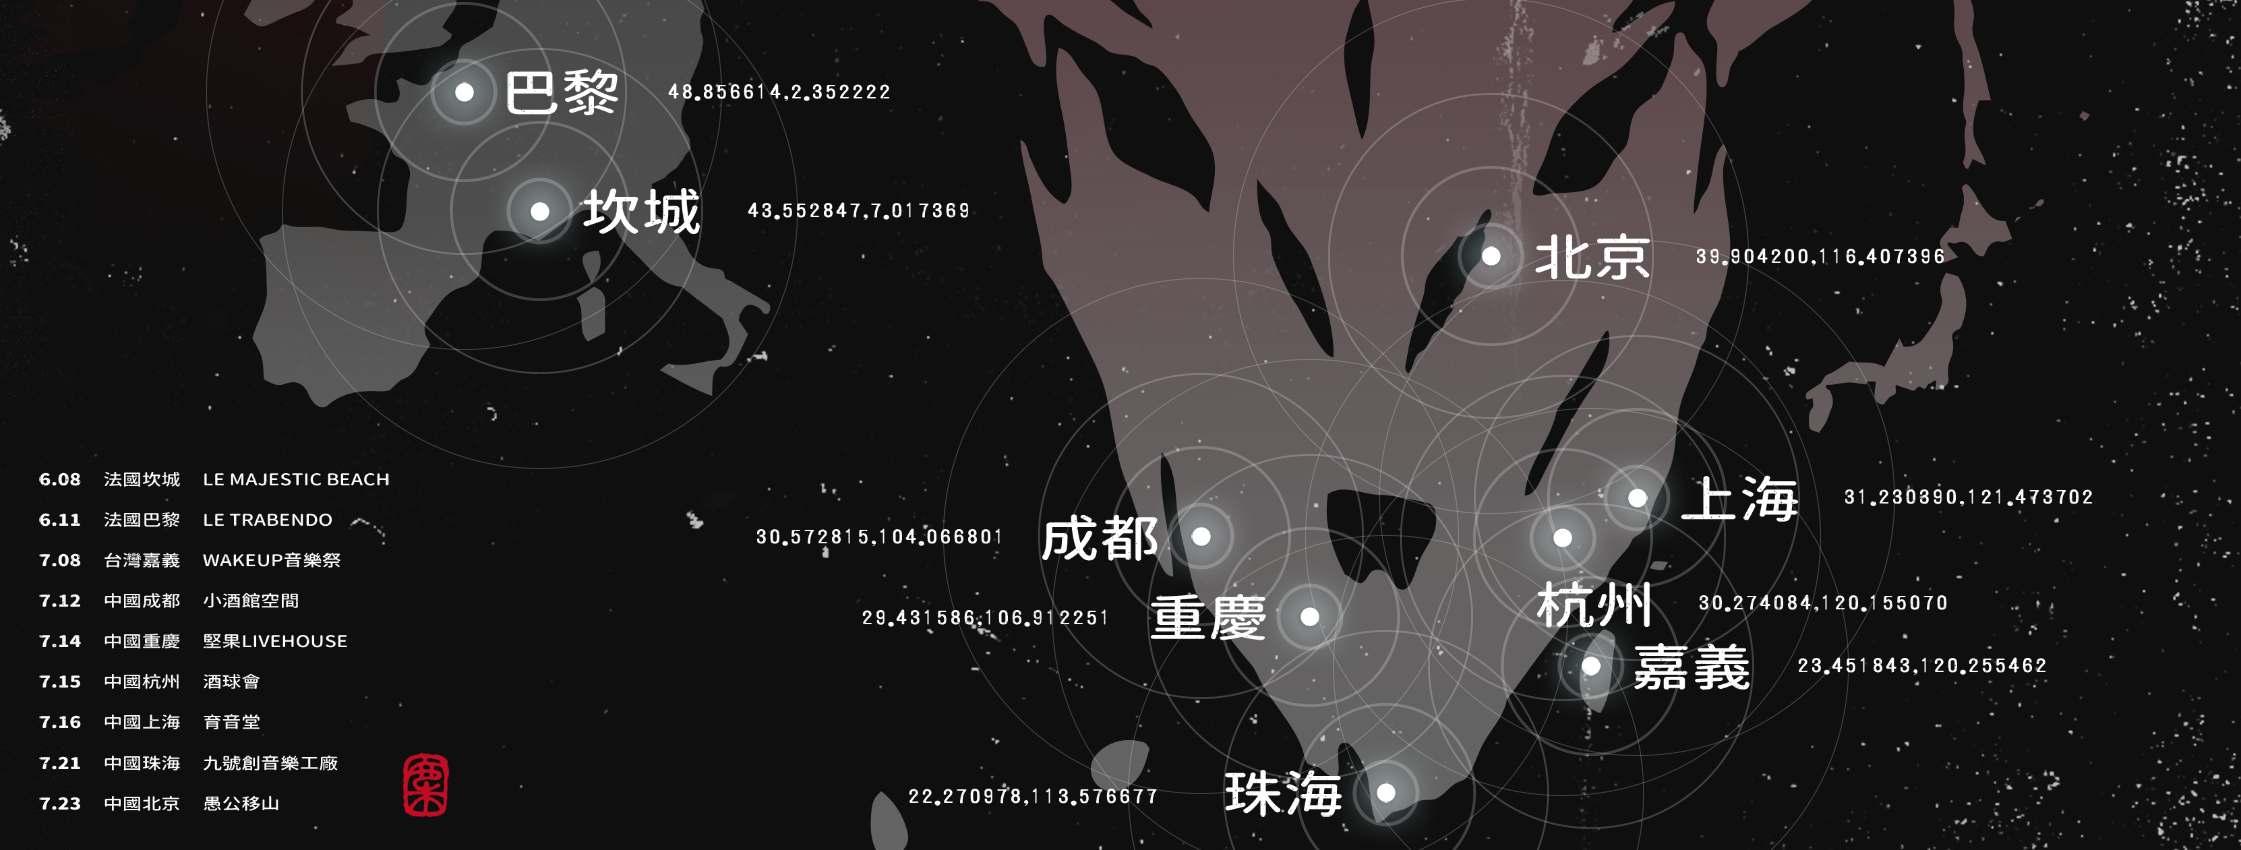 巴黎 48.856614,2.352222
坎城 43.552847,7.017369
北京 39.904200,116.407396
上海 31.230390,121.473702
30.572815,104.066801 成都
杭州 30.274084,120.155070
29.431586,106.912251 重慶
嘉義 23.451843,120.255462
22.270978,113.576677 珠海
6.08 法國坎城 LE MAJESTIC BEACH
6.11 法國巴黎 LE TRABENDO
7.08 台灣嘉義 WAKEUP音樂祭
7.12 中國成都 小酒館空間
7.14 中國重慶 堅果LIVEHOUSE
7.15 中國杭州 酒球會
7.16 中國上海 育音堂
7.21 中國珠海 九號創音樂工廠
7.23 中國北京 愚公移山